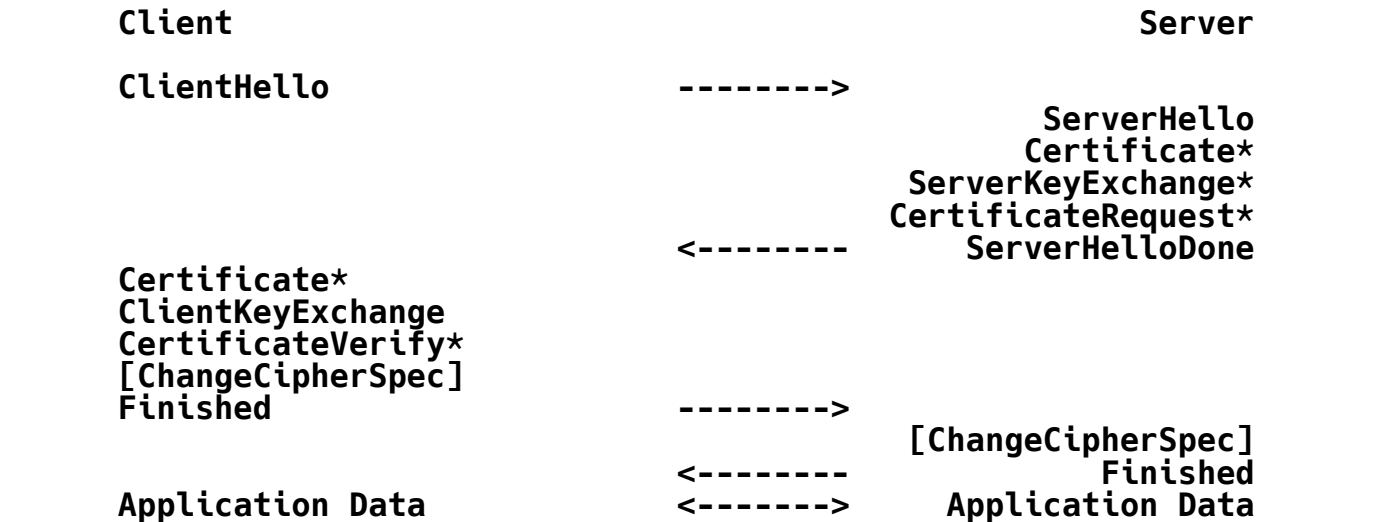 Client Server
ClientHello -------->
ServerHello
Certificate*
ServerKeyExchange*
CertificateRequest*
<-------- ServerHelloDone
Certificate*
ClientKeyExchange
CertificateVerify*
[ChangeCipherSpec]
Finished -------->
[ChangeCipherSpec]
<-------- Finished
Application Data <-------> Application Data